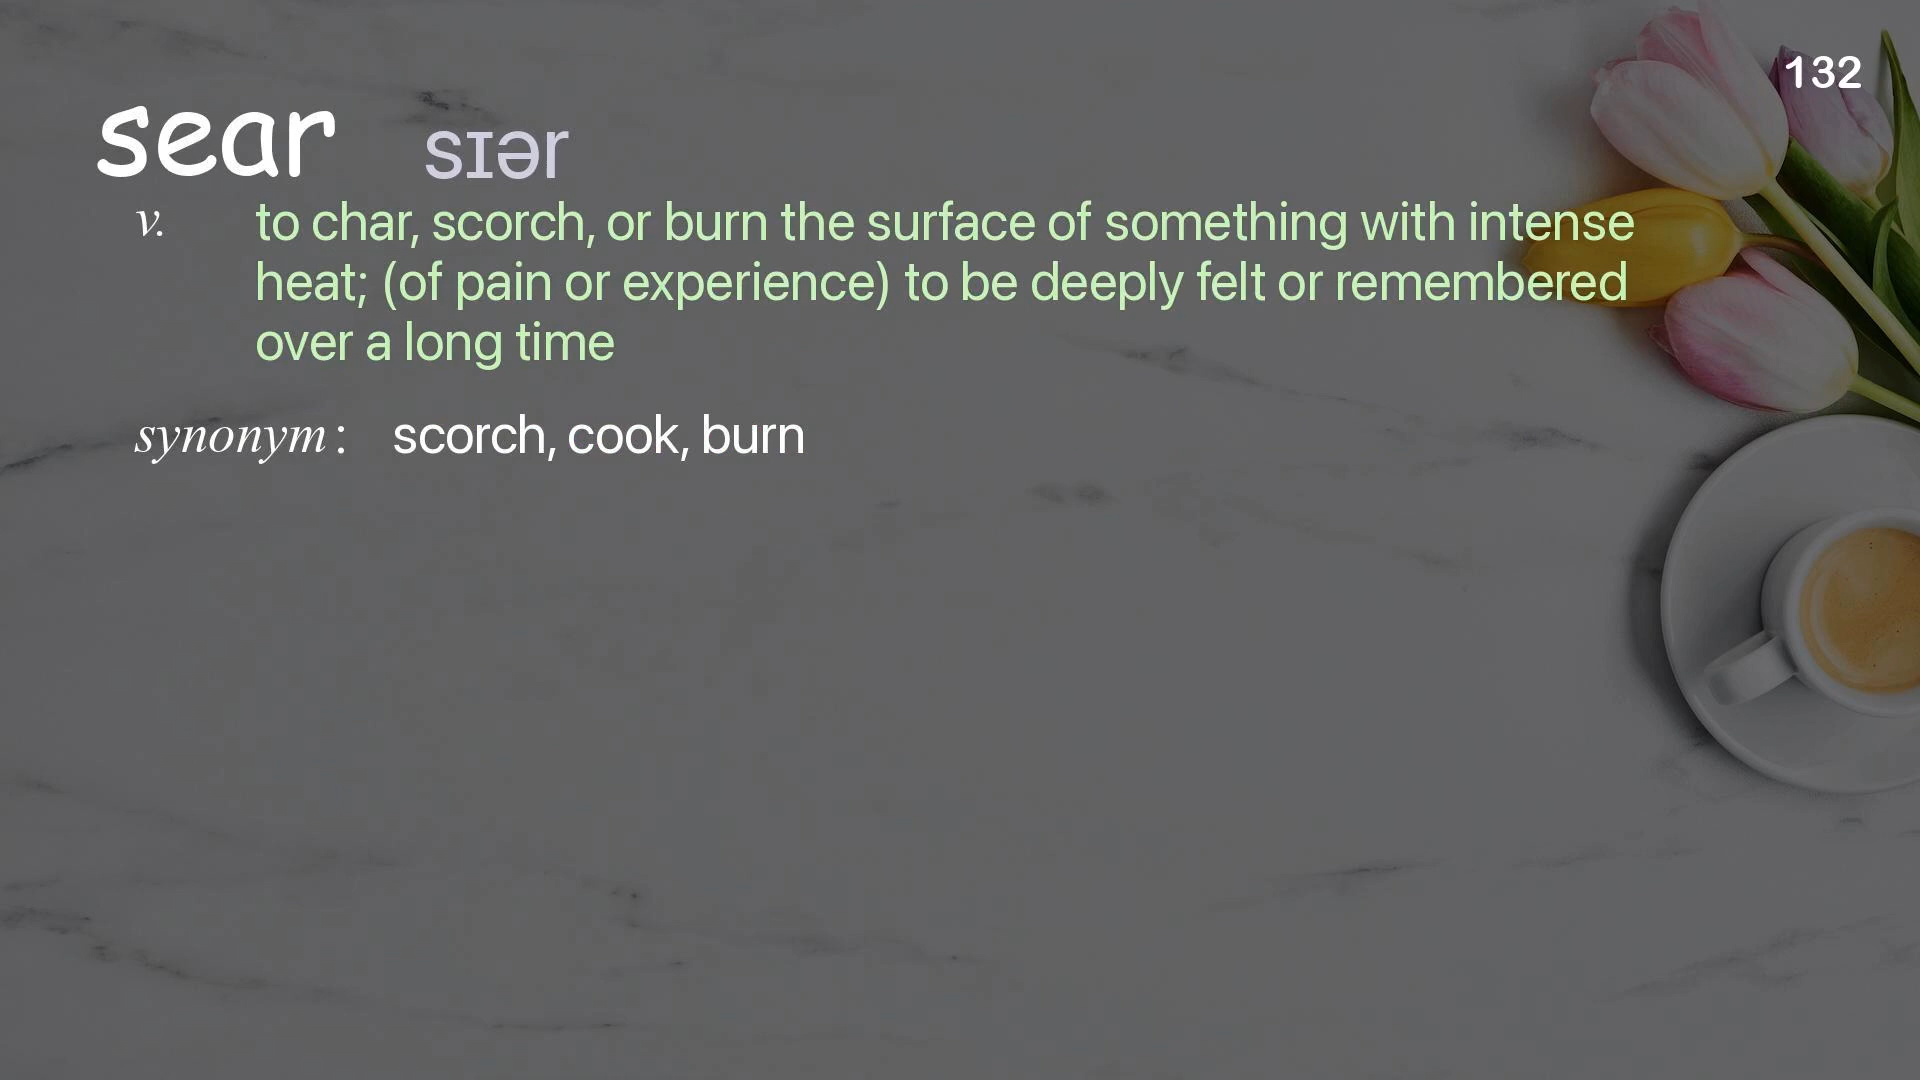 132
sear sɪər
v. to char, scorch, or burn the surface of something with intense
heat; (of pain or experience) to be deeply felt or remembered
over a long time
synonym : scorch, cook, burn